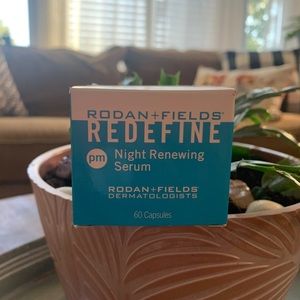 RODAN+FIELDS®
REDEFINE
pm
Night Renewing
Serum
RODAN+FIELDS®
DERMATOLOGISTS
60 Capsules